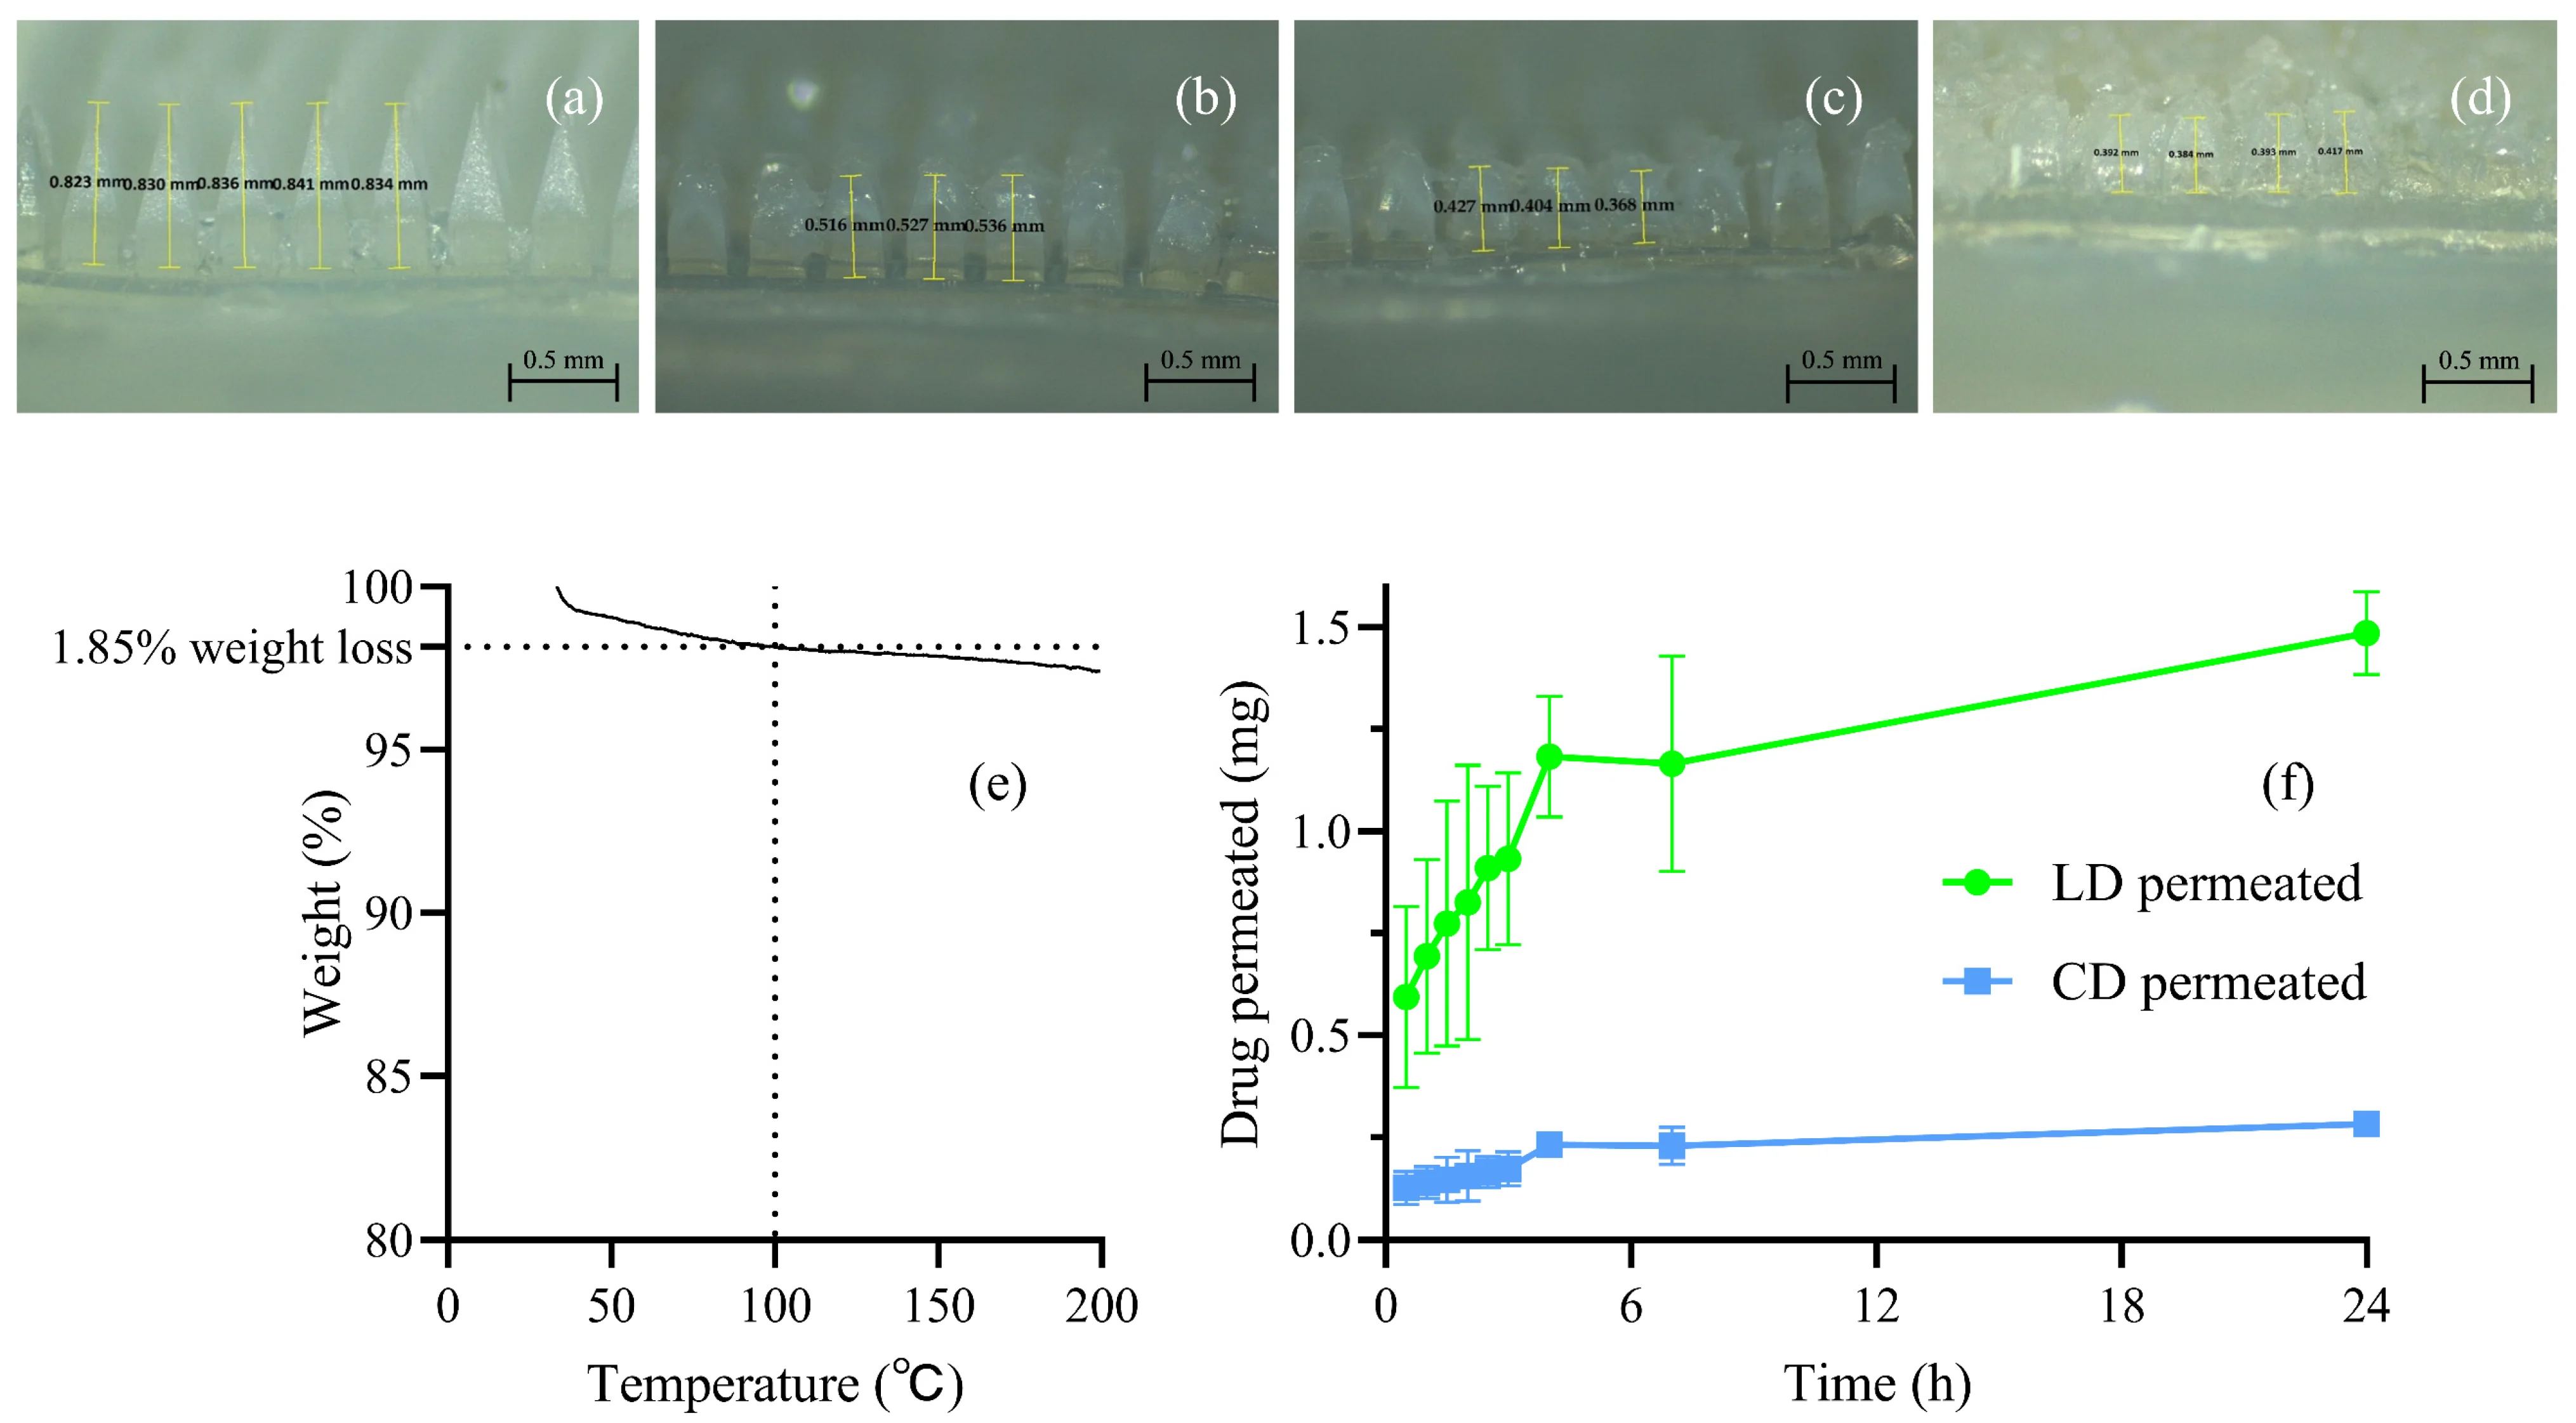 (a)
0.823 mm 0.830 mm 0.836 mm 0.841 mm 0.834 mm
0.5 mm
(b)
0.516 mm 0.527 mm 0.536 mm
0.5 mm
(c)
0.427 mm 0.404 mm 0.368 mm
0.5 mm
(d)
0.392 mm 0.384 mm 0.393 mm 0.417 mm
0.5 mm
100
1.85% weight loss
95
90
85
80
Weight (%)
(e)
0 50 100 150 200
Temperature (℃)
1.5
1.0
0.5
0.0
Drug permeated (mg)
(f)
LD permeated
CD permeated
0 6 12 18 24
Time (h)